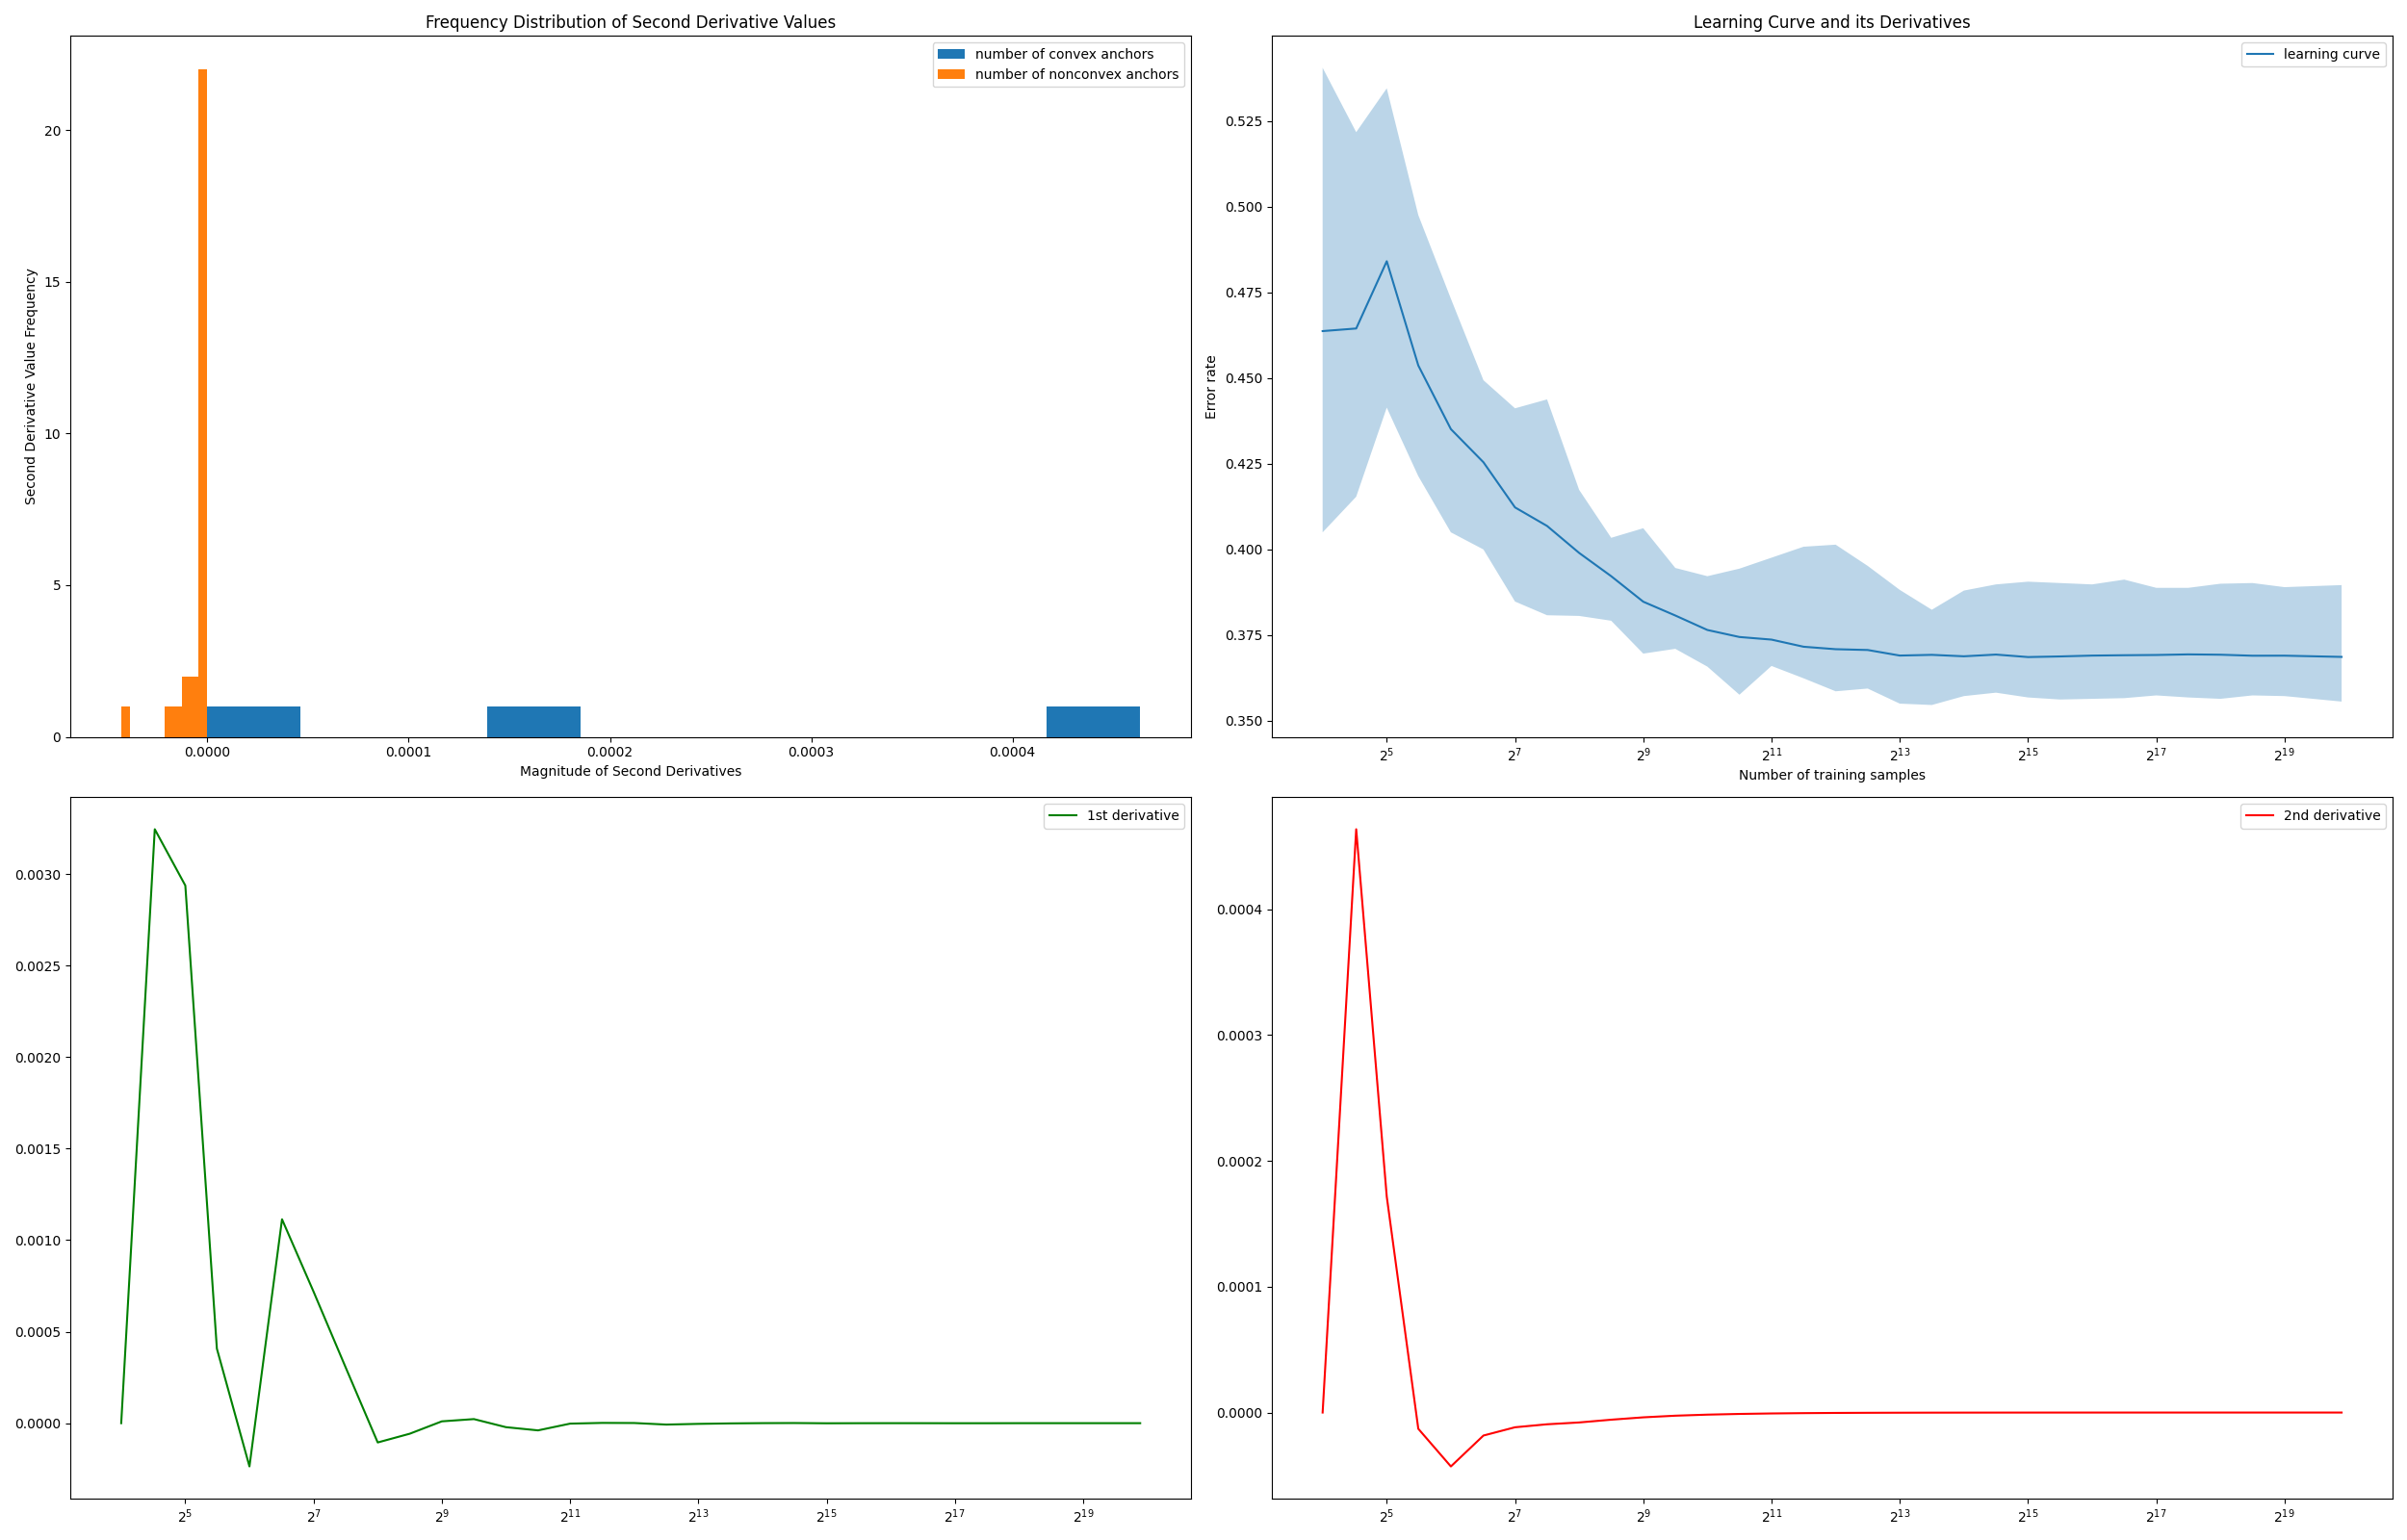 Frequency Distribution of Second Derivative Values
number of convex anchors
number of nonconvex anchors
20
15
10
5
0
Second Derivative Value Frequency
0.0000 0.0001 0.0002 0.0003 0.0004
Magnitude of Second Derivatives
Learning Curve and its Derivatives
learning curve
0.525
0.500
0.475
0.450
0.425
0.400
0.375
0.350
Error rate
2^5 2^7 2^9 2^11 2^13 2^15 2^17 2^19
Number of training samples
1st derivative
0.0030
0.0025
0.0020
0.0015
0.0010
0.0005
0.0000
2^5 2^7 2^9 2^11 2^13 2^15 2^17 2^19
2nd derivative
0.0004
0.0003
0.0002
0.0001
0.0000
2^5 2^7 2^9 2^11 2^13 2^15 2^17 2^19